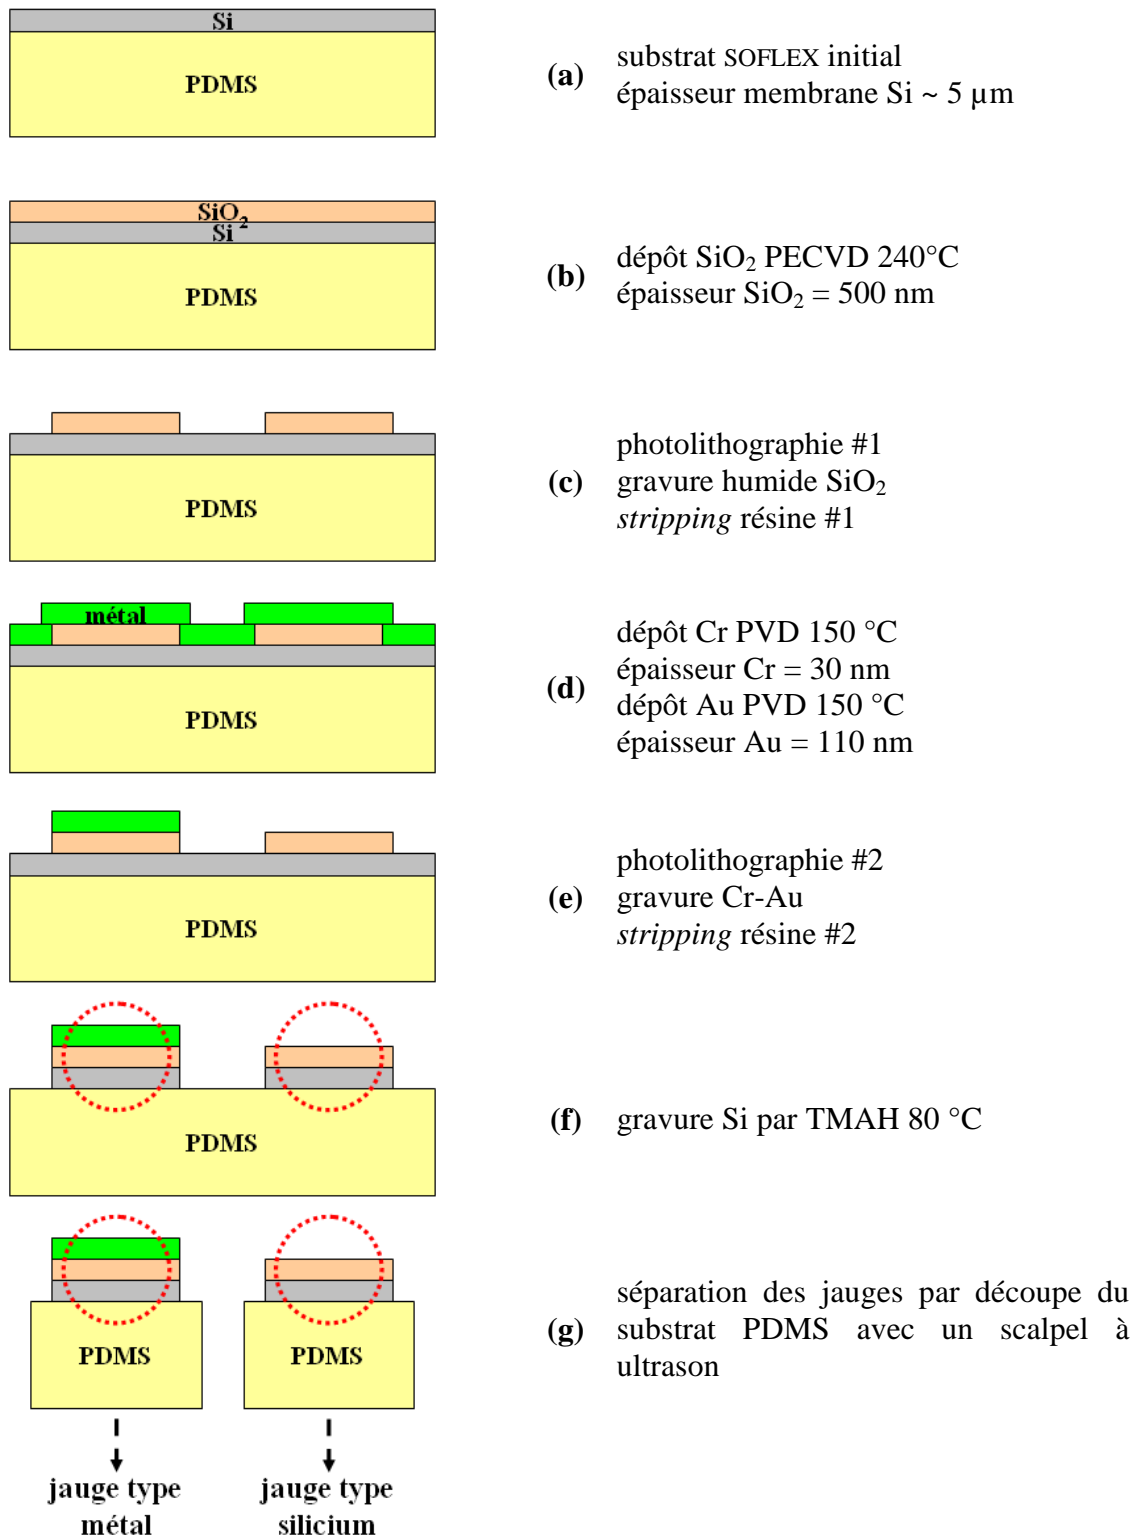 Si
PDMS
(a)
substrat SOFLEX initial
épaisseur membrane Si ~ 5 µm
SiO2
Si
PDMS
(b)
dépôt SiO2 PECVD 240°C
épaisseur SiO2 = 500 nm
PDMS
(c)
photolithographie #1
gravure humide SiO2
stripping résine #1
métal
PDMS
(d)
dépôt Cr PVD 150 °C
épaisseur Cr = 30 nm
dépôt Au PVD 150 °C
épaisseur Au = 110 nm
PDMS
(e)
photolithographie #2
gravure Cr-Au
stripping résine #2
PDMS
(f)
gravure Si par TMAH 80 °C
PDMS
PDMS
(g)
séparation des jauges par découpe du
substrat PDMS avec un scalpel à
ultrason
jauge type
métal
jauge type
silicium